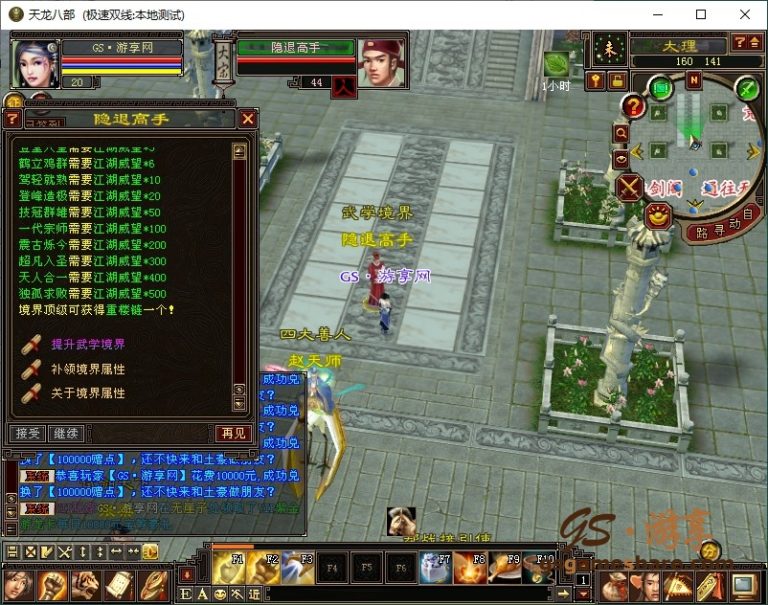 天龙八部 (极速双线:本地测试)
GS·游享网
20
大宋
隐退高手
44
1小时
大理
160 141
N
剑阁
通往无
自动寻路
隐退高手
鹤立鸡群需要江湖威望*6
驾轻就熟需要江湖威望*10
登峰造极需要江湖威望*20
技冠群雄需要江湖威望*50
一代宗师需要江湖威望*100
震古烁今需要江湖威望*200
超凡入圣需要江湖威望*300
天人合一需要江湖威望*400
独孤求败需要江湖威望*500
境界顶级可获得重楼链一个!
提升武学境界
补领境界属性
关于境界属性
接受
继续
再见
武学境界
隐退高手
GS·游享网
四大善人
赵天师
成功兑
成功兑
成功兑
换了【100000赠点】,还不快来和土豪做朋友?
恭喜玩家【GS·游享网】花费10000元,成功兑
换了【100000赠点】,还不快来和土豪做朋友?
GS·游享
F1 F2 F3 F4 F5 F6 F7 F8 F9 F10
1
E A 近